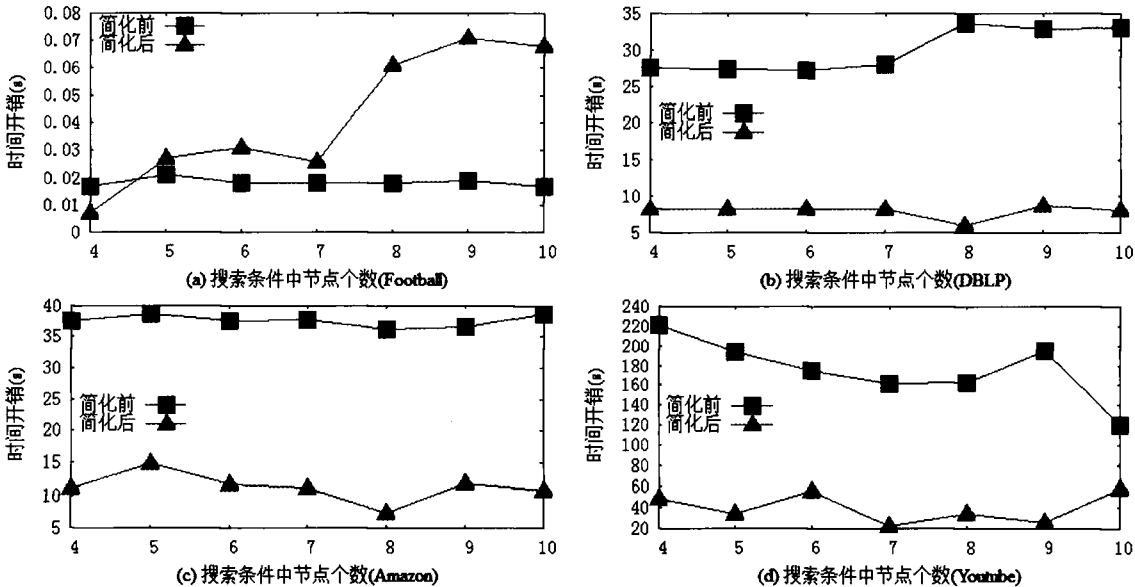 0.08
0.07
0.06
0.05
0.04
0.03
0.02
0.01
0
简化前
简化后
时间开销(s)
4 5 6 7 8 9 10
(a) 搜索条件中节点个数(Football)
35
30
25
20
15
10
5
简化前
简化后
时间开销(s)
4 5 6 7 8 9 10
(b) 搜索条件中节点个数(DBLP)
40
35
30
25
20
15
10
5
简化前
简化后
时间开销(s)
4 5 6 7 8 9 10
(c) 搜索条件中节点个数(Amazon)
240
220
200
180
160
140
120
100
80
60
40
20
简化前
简化后
时间开销(s)
4 5 6 7 8 9 10
(d) 搜索条件中节点个数(Youtube)